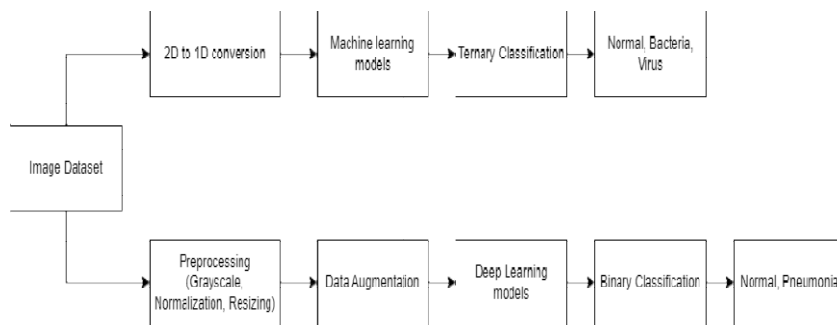 2D to 1D conversion
Machine learning
models
Ternary Classification
Normal, Bacteria,
Virus
Image Dataset
Preprocessing
(Grayscale,
Normalization, Resizing)
Data Augmentation
Deep Learning
models
Binary Classification
Normal, Pneumonia